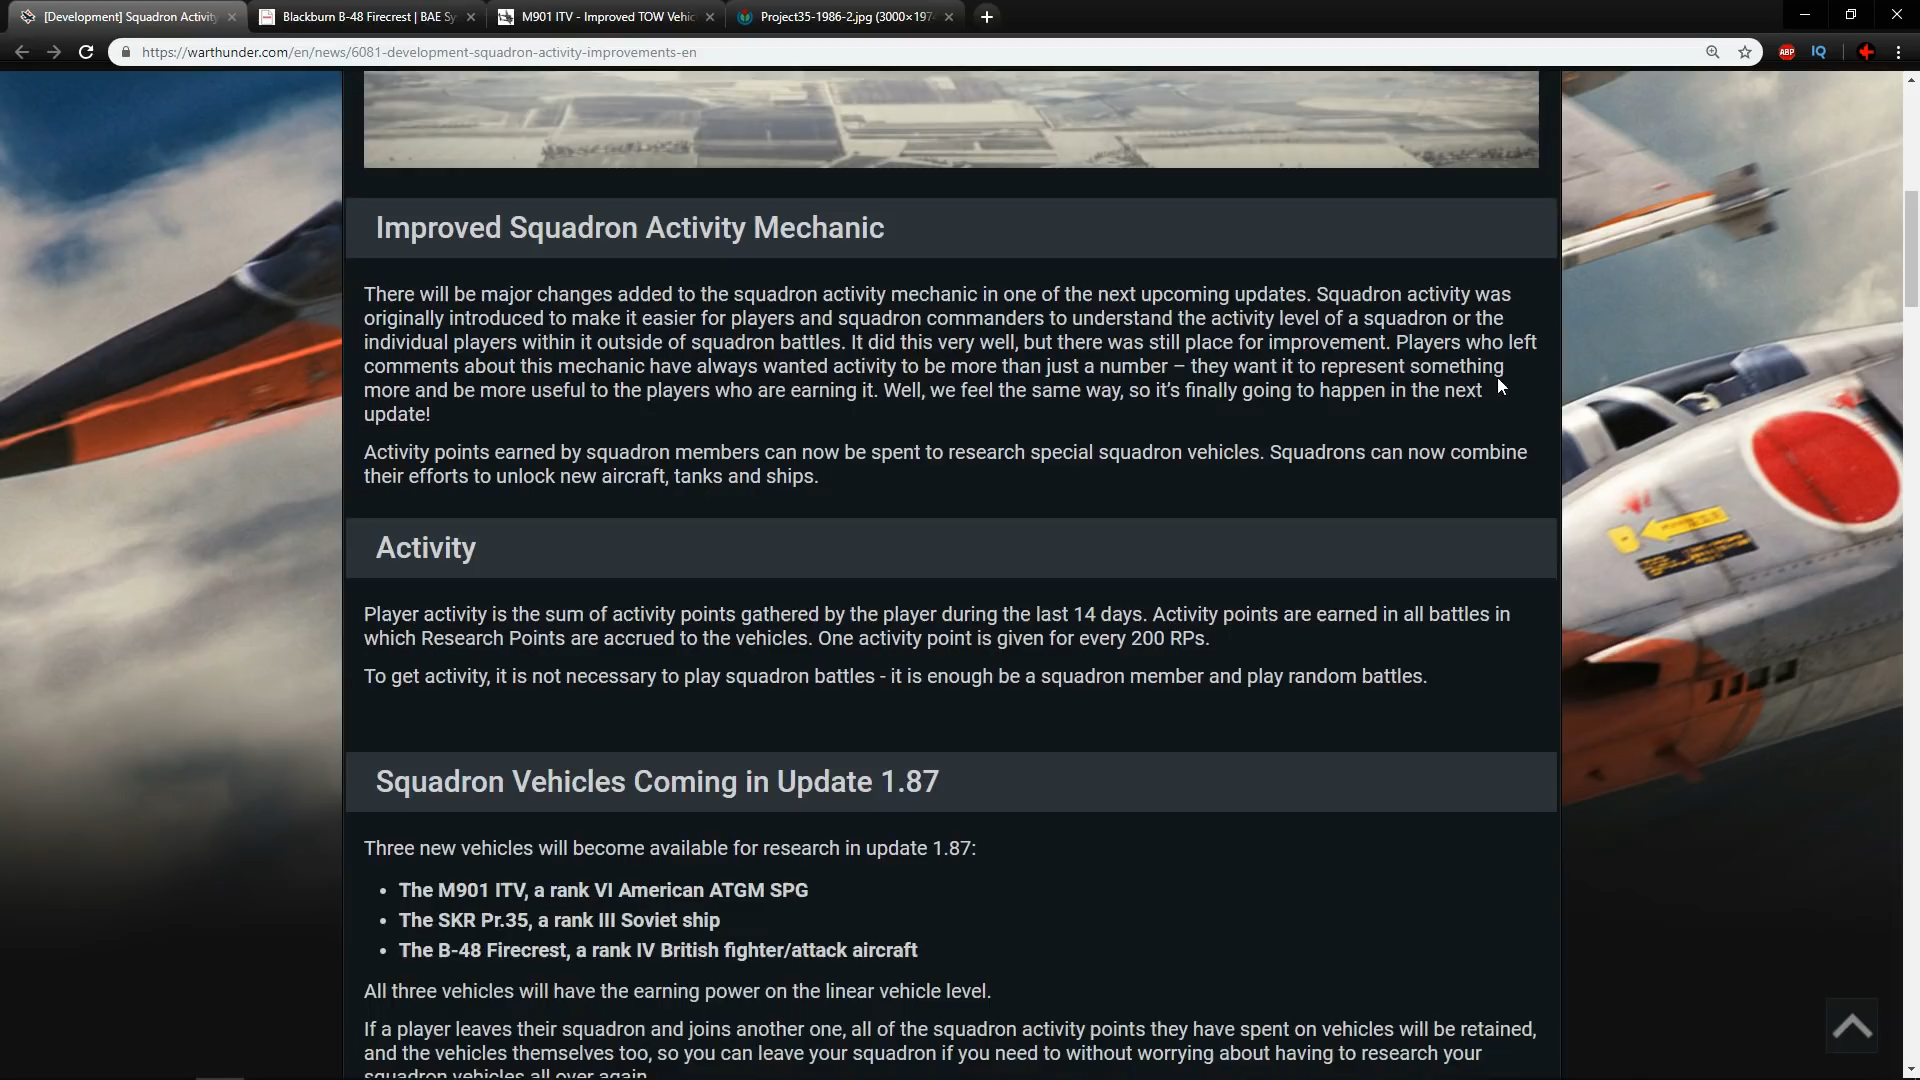 [Development] Squadron Activity
Blackburn B-48 Firecrest | BAE Sy
M901 ITV - Improved TOW Vehic
Project35-1986-2.jpg (3000×197
https://warthunder.com/en/news/6081-development-squadron-activity-improvements-en
ABP
IQ
Improved Squadron Activity Mechanic
There will be major changes added to the squadron activity mechanic in one of the next upcoming updates. Squadron activity was
originally introduced to make it easier for players and squadron commanders to understand the activity level of a squadron or the
individual players within it outside of squadron battles. It did this very well, but there was still place for improvement. Players who left
comments about this mechanic have always wanted activity to be more than just a number – they want it to represent something
more and be more useful to the players who are earning it. Well, we feel the same way, so it's finally going to happen in the next
update!
Activity points earned by squadron members can now be spent to research special squadron vehicles. Squadrons can now combine
their efforts to unlock new aircraft, tanks and ships.
Activity
Player activity is the sum of activity points gathered by the player during the last 14 days. Activity points are earned in all battles in
which Research Points are accrued to the vehicles. One activity point is given for every 200 RPs.
To get activity, it is not necessary to play squadron battles - it is enough be a squadron member and play random battles.
Squadron Vehicles Coming in Update 1.87
Three new vehicles will become available for research in update 1.87:
• The M901 ITV, a rank VI American ATGM SPG
• The SKR Pr.35, a rank III Soviet ship
• The B-48 Firecrest, a rank IV British fighter/attack aircraft
All three vehicles will have the earning power on the linear vehicle level.
If a player leaves their squadron and joins another one, all of the squadron activity points they have spent on vehicles will be retained,
and the vehicles themselves too, so you can leave your squadron if you need to without worrying about having to research your
squadron vehicles all over again.